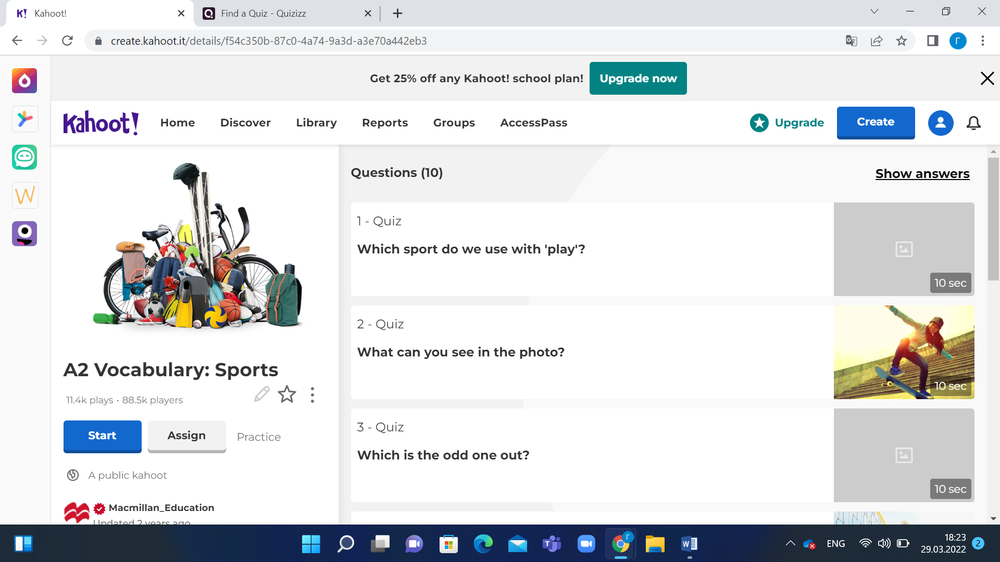 Kahoot!
Find a Quiz - Quizizz
create.kahoot.it/details/f54c350b-87c0-4a74-9a3d-a3e70a442eb3
Г
Get 25% off any Kahoot! school plan!
Upgrade now
Kahoot!
Home
Discover
Library
Reports
Groups
AccessPass
Upgrade
Create
A2 Vocabulary: Sports
11.4k plays · 88.5k players
Start
Assign
Practice
A public kahoot
Macmillan_Education
Updated 2 years ago
Questions (10)
Show answers
1 - Quiz
Which sport do we use with 'play'?
10 sec
2 - Quiz
What can you see in the photo?
10 sec
3 - Quiz
Which is the odd one out?
10 sec
ENG
18:23
29.03.2022
2